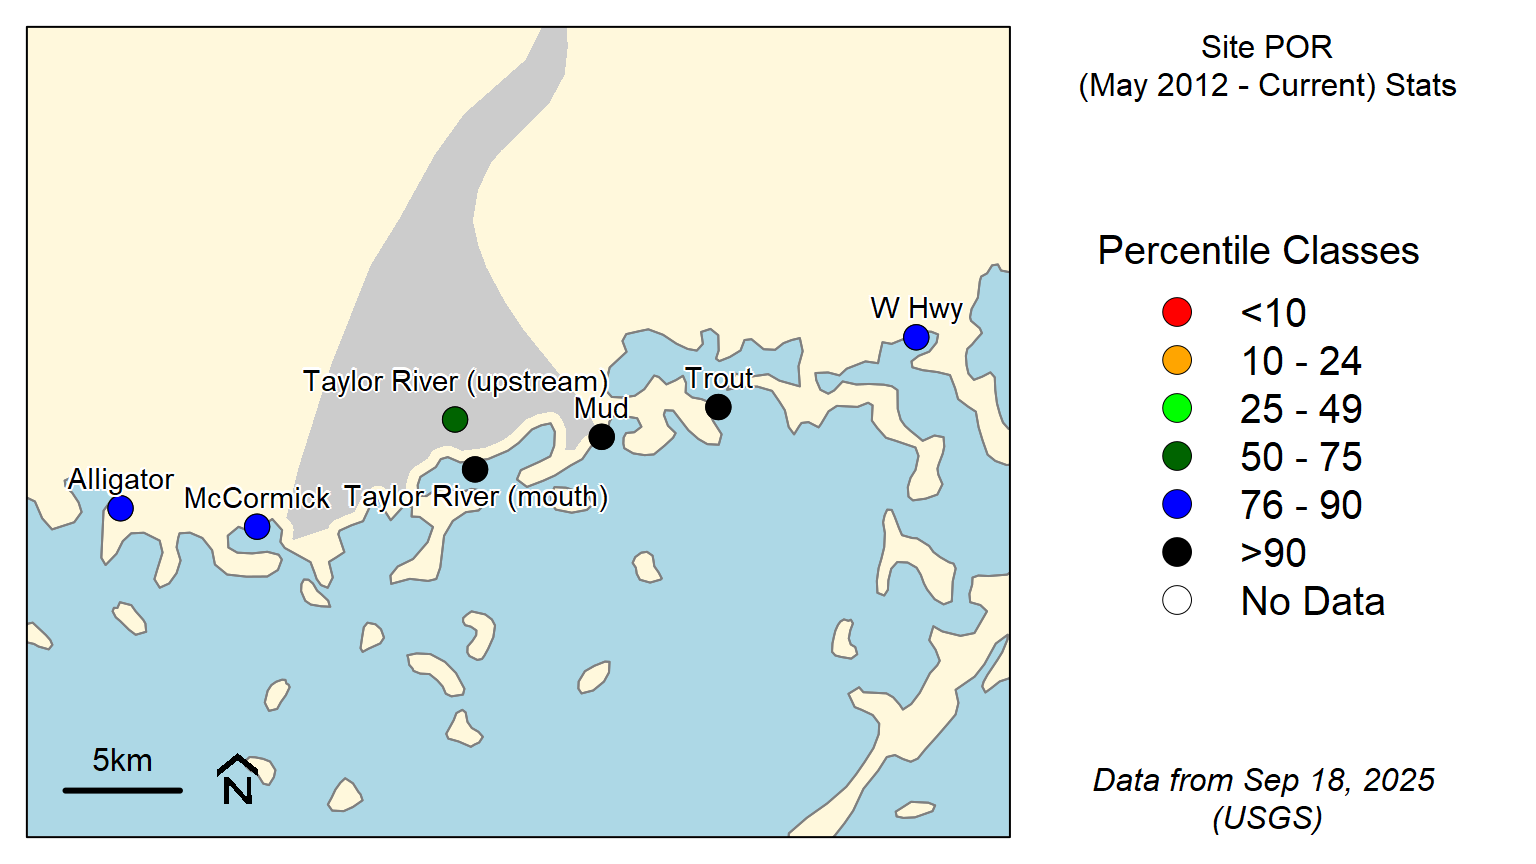 Site POR
(May 2012 - Current) Stats
W Hwy
Taylor River (upstream)
Trout
Mud
Alligator
McCormick
Taylor River (mouth)
5km
N
Percentile Classes
<10
10 - 24
25 - 49
50 - 75
76 - 90
>90
No Data
Data from Sep 18, 2025
(USGS)